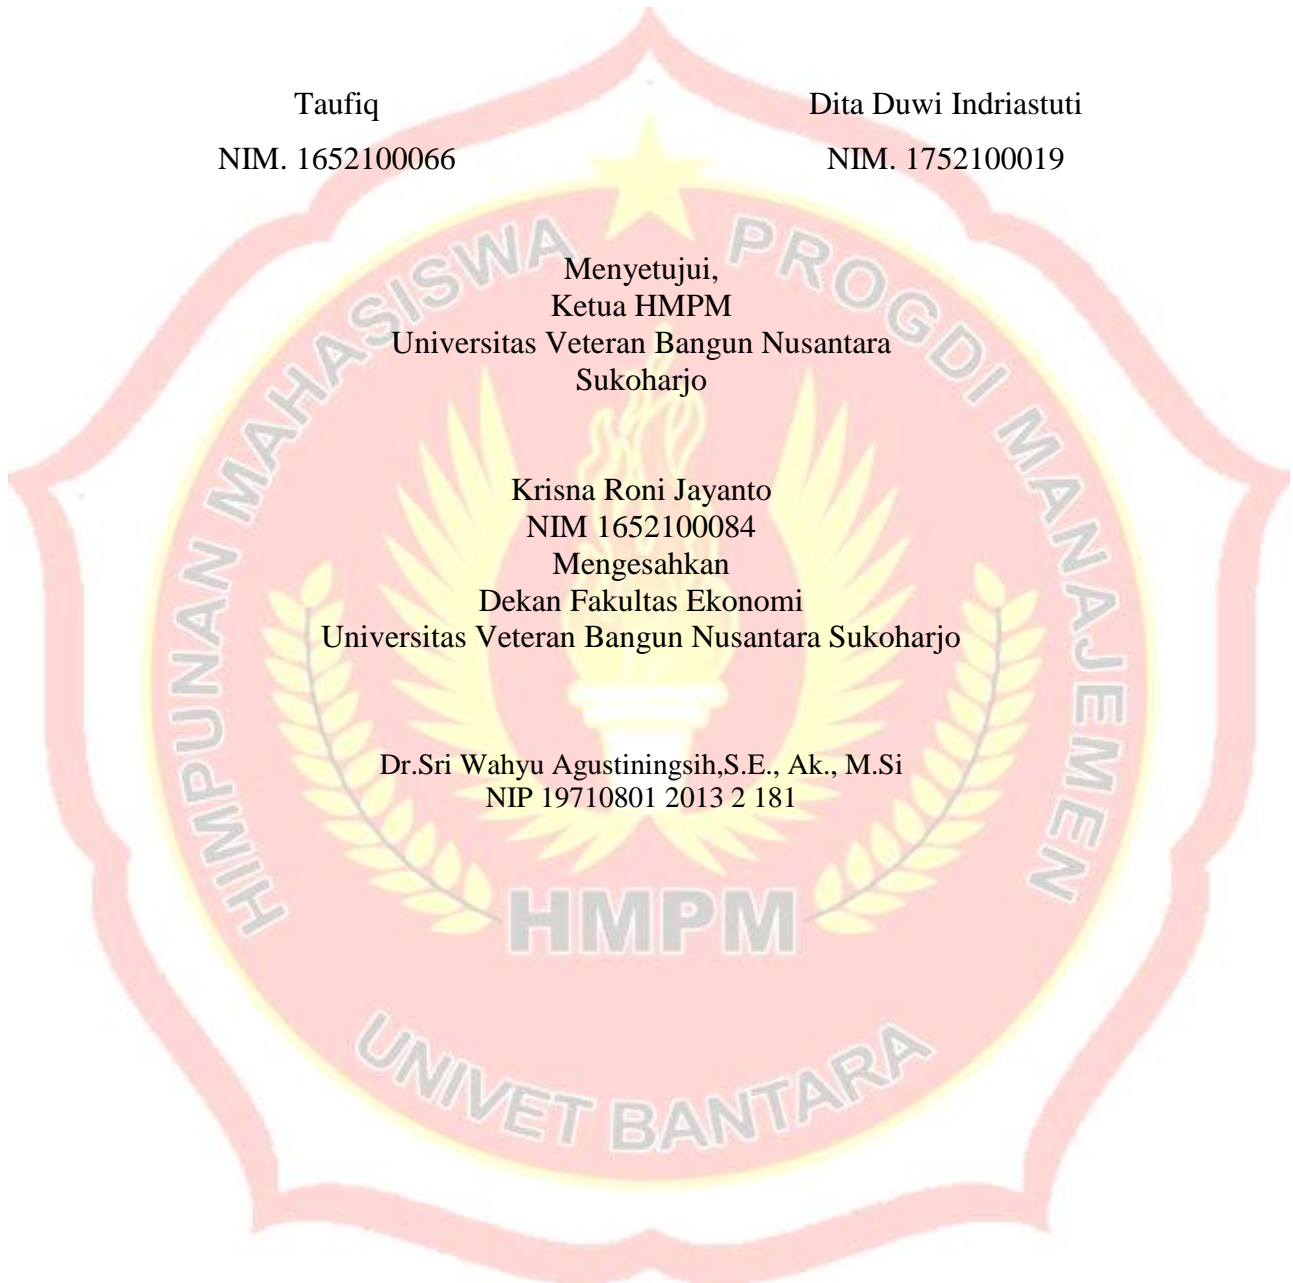 Taufiq
Dita Duwi Indriastuti
NIM. 1652100066
NIM. 1752100019
Menyetujui,
Ketua HMPM
Universitas Veteran Bangun Nusantara
Sukoharjo
Krisna Roni Jayanto
NIM 1652100084
Mengesahkan
Dekan Fakultas Ekonomi
Universitas Veteran Bangun Nusantara Sukoharjo
Dr.Sri Wahyu Agustiningsih,S.E., Ak., M.Si
NIP 19710801 2013 2 181
HIMPUNAN MAHASISWA PROGDI MANAJEMEN
HMPM
UNIVET BANTARA